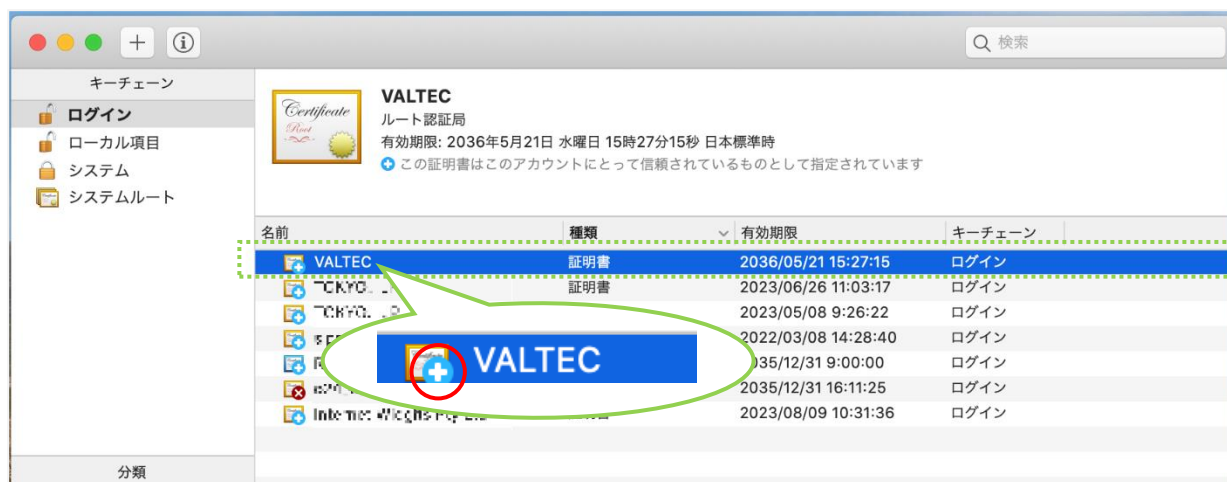 検索
キーチェーン
ログイン
ローカル項目
システム
システムルート
分類
Certificate
Root
VALTEC
ルート認証局
有効期限: 2036年5月21日 水曜日 15時27分15秒 日本標準時
この証明書はこのアカウントにとって信頼されているものとして指定されています
名前 種類 有効期限 キーチェーン
VALTEC 証明書 2036/05/21 15:27:15 ログイン
証明書 2023/06/26 11:03:17 ログイン
2023/05/08 9:26:22 ログイン
2022/03/08 14:28:40 ログイン
035/12/31 9:00:00 ログイン
2035/12/31 16:11:25 ログイン
2023/08/09 10:31:36 ログイン
VALTEC